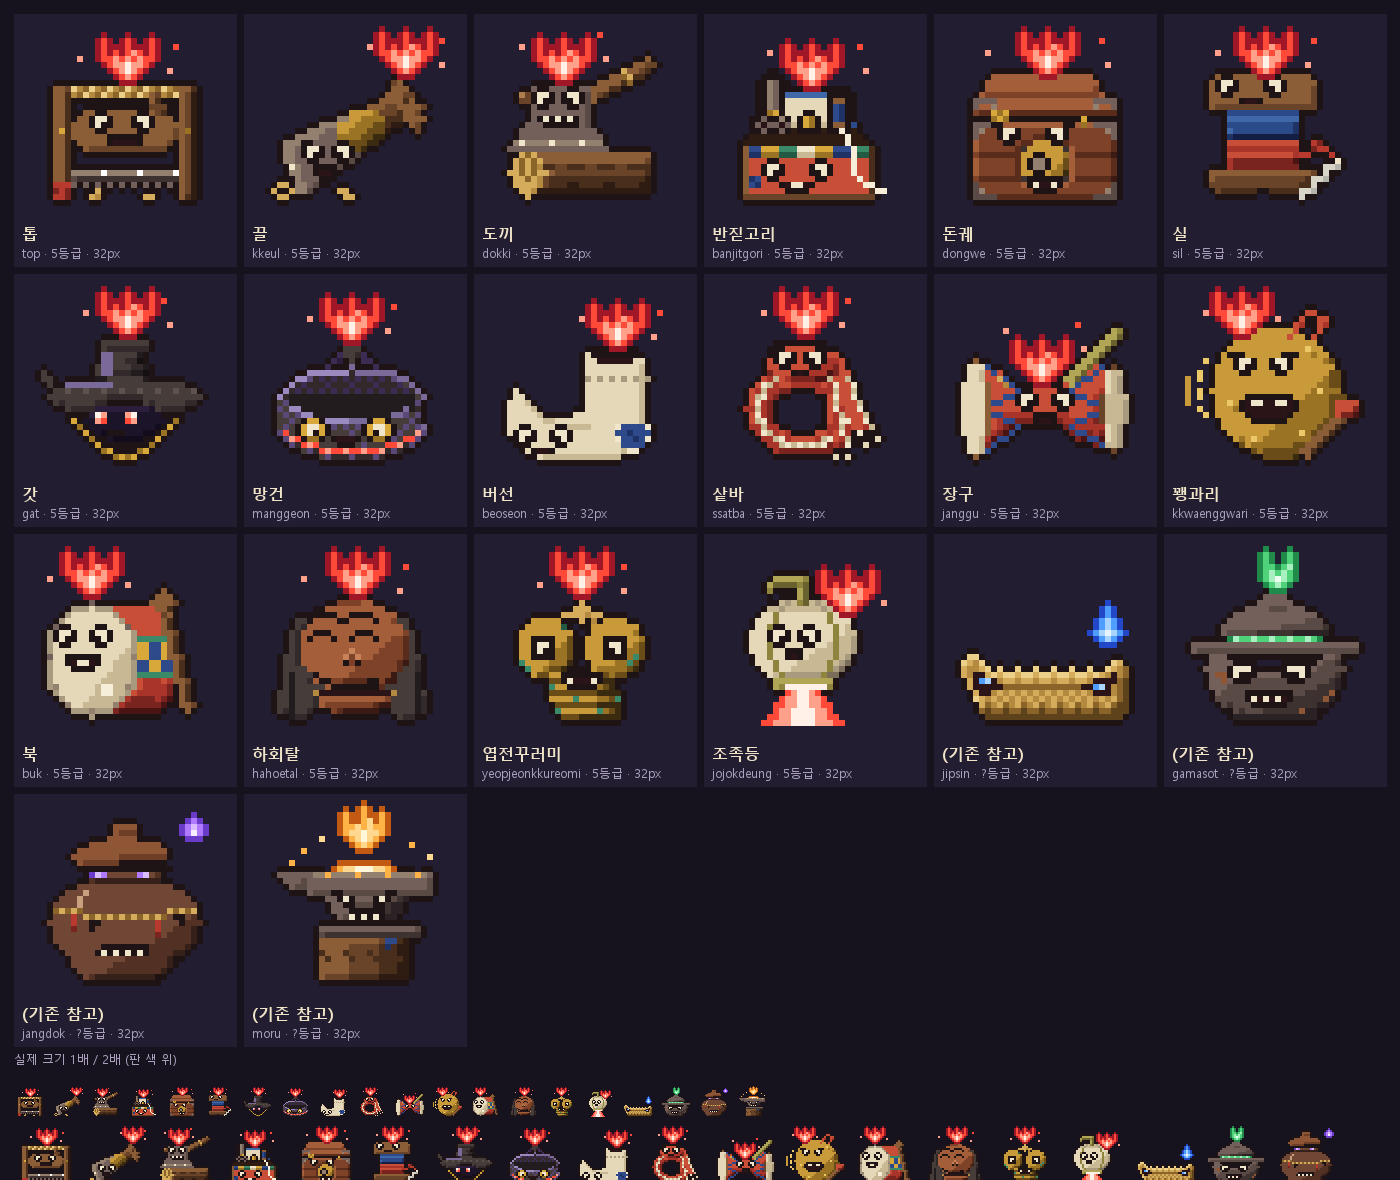 톱
top · 5등급 · 32px
끌
kkeul · 5등급 · 32px
도끼
dokki · 5등급 · 32px
반짇고리
banjitgori · 5등급 · 32px
돈궤
dongwe · 5등급 · 32px
실
sil · 5등급 · 32px
갓
gat · 5등급 · 32px
망건
manggeon · 5등급 · 32px
버선
beoseon · 5등급 · 32px
샅바
ssatba · 5등급 · 32px
장구
janggu · 5등급 · 32px
꽹과리
kkwaenggwari · 5등급 · 32px
북
buk · 5등급 · 32px
하회탈
hahoetal · 5등급 · 32px
엽전꾸러미
yeopjeonkkureomi · 5등급 · 32px
조족등
jojokdeung · 5등급 · 32px
(기존 참고)
jipsin · ?등급 · 32px
(기존 참고)
gamasot · ?등급 · 32px
(기존 참고)
jangdok · ?등급 · 32px
(기존 참고)
moru · ?등급 · 32px
실제 크기 1배 / 2배 (판 색 위)